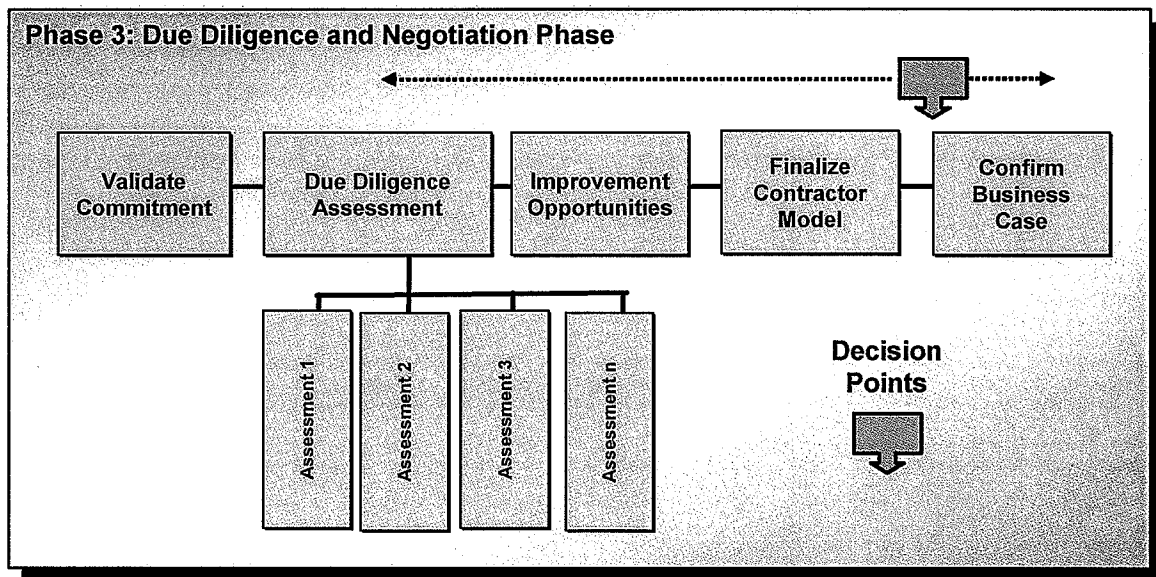 Phase 3: Due Diligence and Negotiation Phase
Validate
Commitment
Due Diligence
Assessment
Improvement
Opportunities
Finalize
Contractor
Model
Confirm
Business
Case
Assessment 1
Assessment 2
Assessment 3
Assessment n
Decision
Points